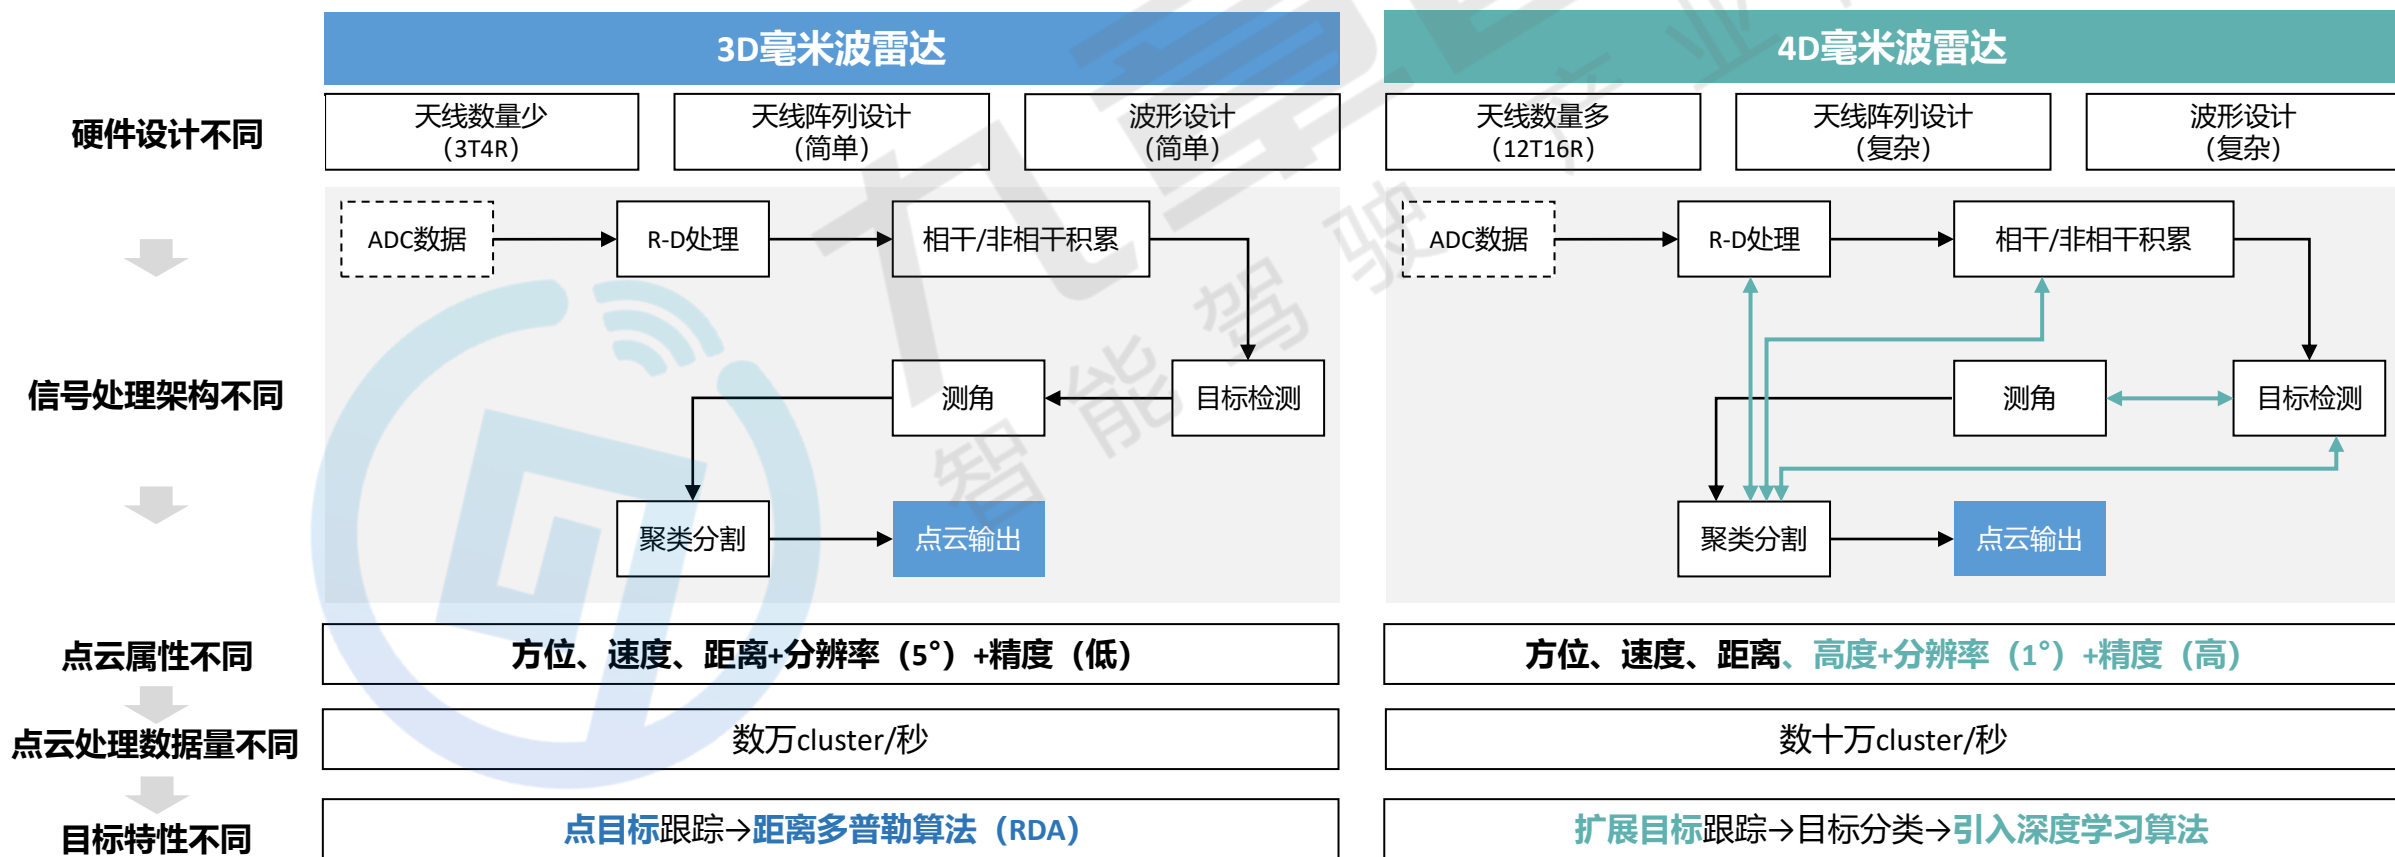 3D毫米波雷达
4D毫米波雷达
硬件设计不同
天线数量少
（3T4R）
天线阵列设计
（简单）
波形设计
（简单）
天线数量多
（12T16R）
天线阵列设计
（复杂）
波形设计
（复杂）
信号处理架构不同
ADC数据
R-D处理
相干/非相干积累
测角
目标检测
聚类分割
点云输出
ADC数据
R-D处理
相干/非相干积累
测角
目标检测
聚类分割
点云输出
点云属性不同
方位、速度、距离+分辨率（5°）+精度（低）
方位、速度、距离、高度+分辨率（1°）+精度（高）
点云处理数据量不同
数万cluster/秒
数十万cluster/秒
目标特性不同
点目标跟踪→距离多普勒算法（RDA）
扩展目标跟踪→目标分类→引入深度学习算法
智能驾驶产业